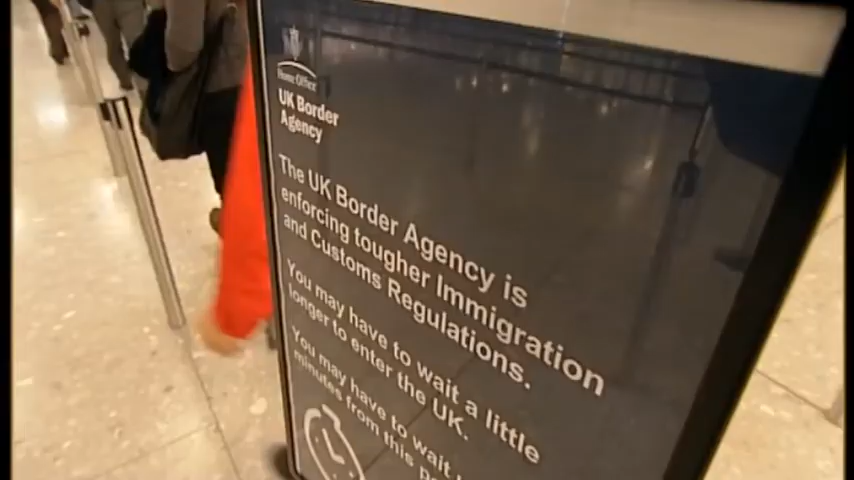 Home Office
UK Border
Agency
The UK Border Agency is
enforcing tougher Immigration
and Customs Regulations.
You may have to wait a little
longer to enter the UK.
You may have to wait
minutes from this